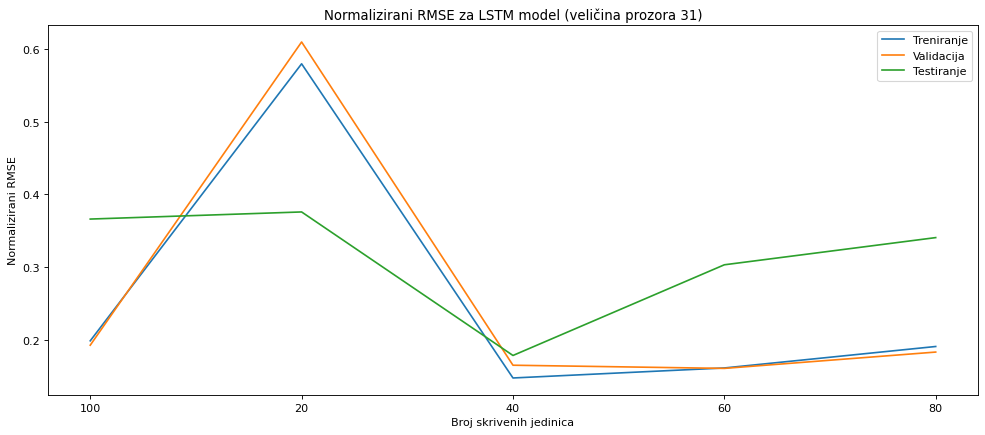 Normalizirani RMSE za LSTM model (veličina prozora 31)
Treniranje
Validacija
Testiranje
Normalizirani RMSE
0.6
0.5
0.4
0.3
0.2
100 20 40 60 80
Broj skrivenih jedinica